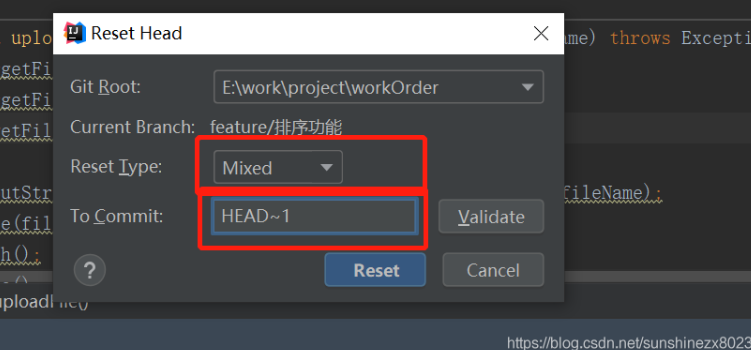 Reset Head
uplo
me) throws Excepti
getFi
getFi
etFil
Git Root:
E:\work\project\workOrder
Current Branch:
feature/排序功能
Reset Type:
Mixed
utStr
fileName);
To Commit:
HEAD~1
Validate
e(fil
h();
?
Reset
Cancel
uploadFile()
https://blog.csdn.net/sunshinezx8023